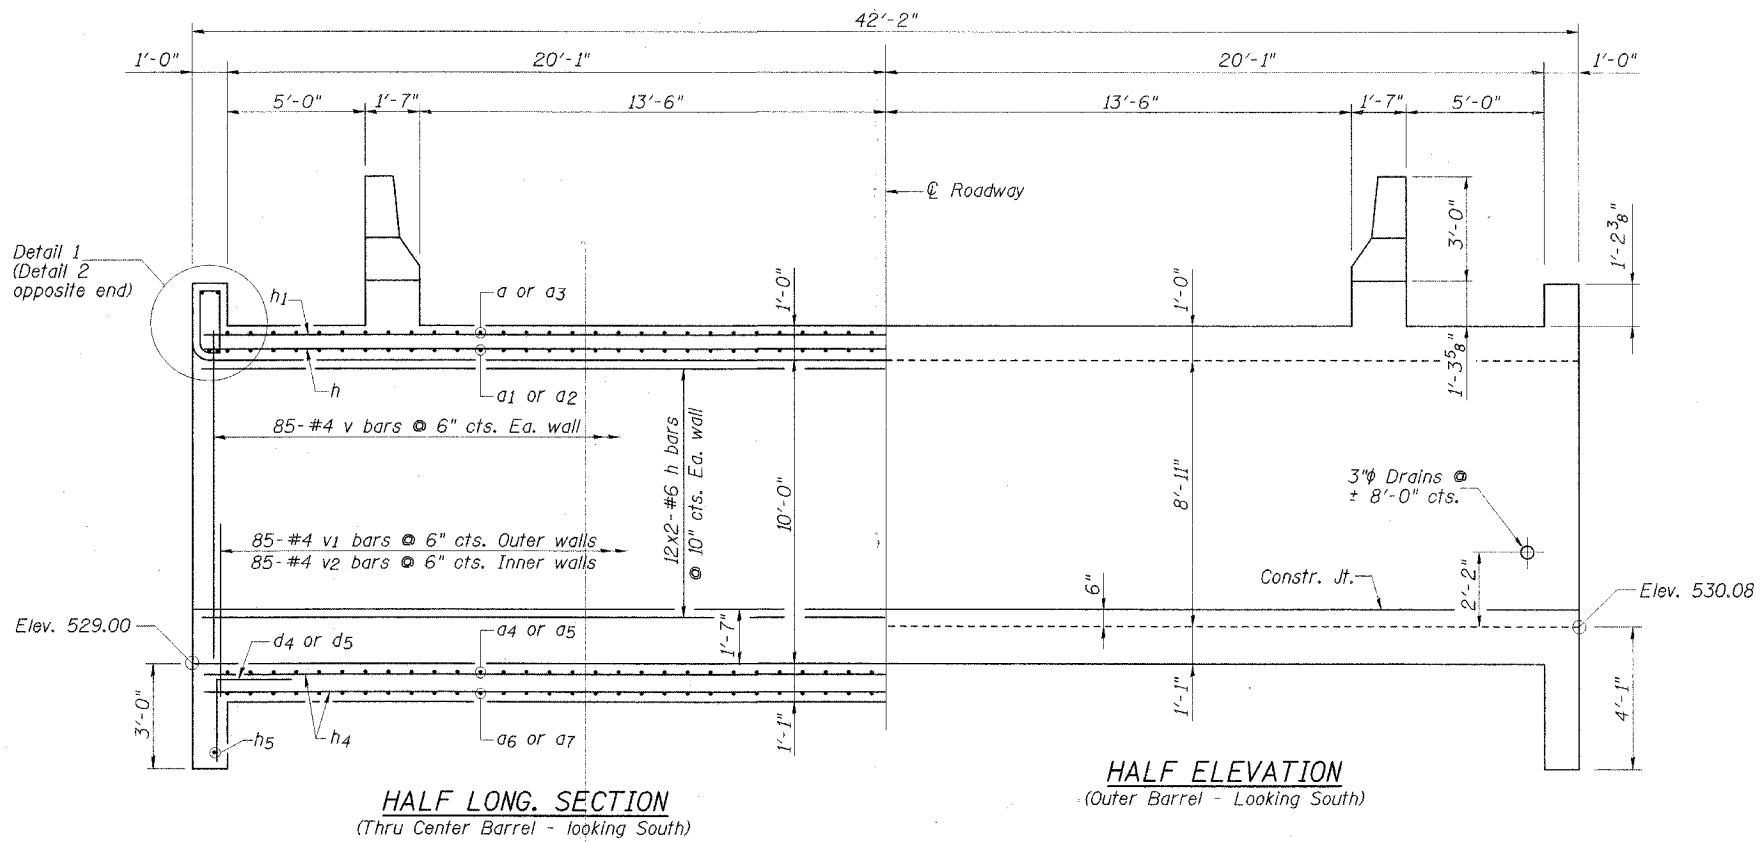 42'-2"
1'-0"
20'-1"
20'-1"
1'-0"
5'-0"
1'-7"
13'-6"
13'-6"
1'-7"
5'-0"
℄ Roadway
3'-0"
1'-2 3/8"
1'-3 5/8"
Detail 1
(Detail 2
opposite end)
h1
a or a3
1'-0"
1'-0"
h
a1 or a2
85-#4 v bars @ 6" cts. Ea. wall
12x2-#6 h bars
@ 10" cts. Ea. wall
10'-0"
8'-11"
3"ϕ Drains @
± 8'-0" cts.
85-#4 v1 bars @ 6" cts. Outer walls
85-#4 v2 bars @ 6" cts. Inner walls
Constr. Jt.
6"
2'-2"
Elev. 530.08
Elev. 529.00
d4 or d5
a4 or a5
1'-7"
3'-0"
h5
h4
a6 or a7
1'-1"
1'-1"
4'-1"
HALF LONG. SECTION
(Thru Center Barrel - looking South)
HALF ELEVATION
(Outer Barrel - Looking South)